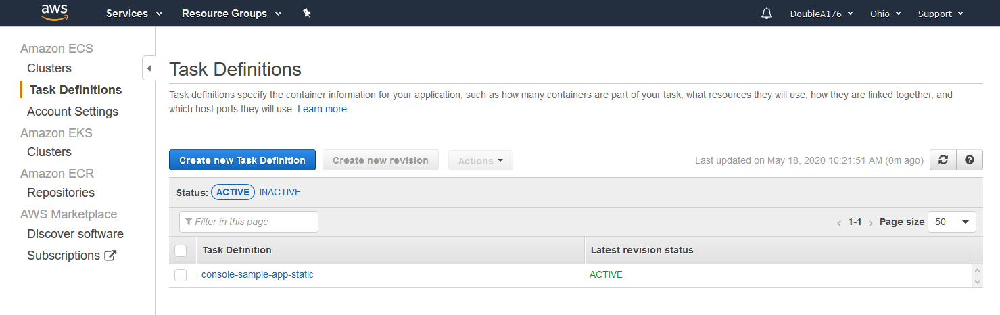 aws Services Resource Groups DoubleA176 Ohio Support
Amazon ECS
Clusters
Task Definitions
Account Settings
Amazon EKS
Clusters
Amazon ECR
Repositories
AWS Marketplace
Discover software
Subscriptions
Task Definitions
Task definitions specify the container information for your application, such as how many containers are part of your task, what resources they will use, how they are linked together, and
which host ports they will use. Learn more
Create new Task Definition Create new revision Actions Last updated on May 18, 2020 10:21:51 AM (0m ago)
Status: ACTIVE INACTIVE
Filter in this page 1-1 Page size 50
Task Definition Latest revision status
console-sample-app-static ACTIVE